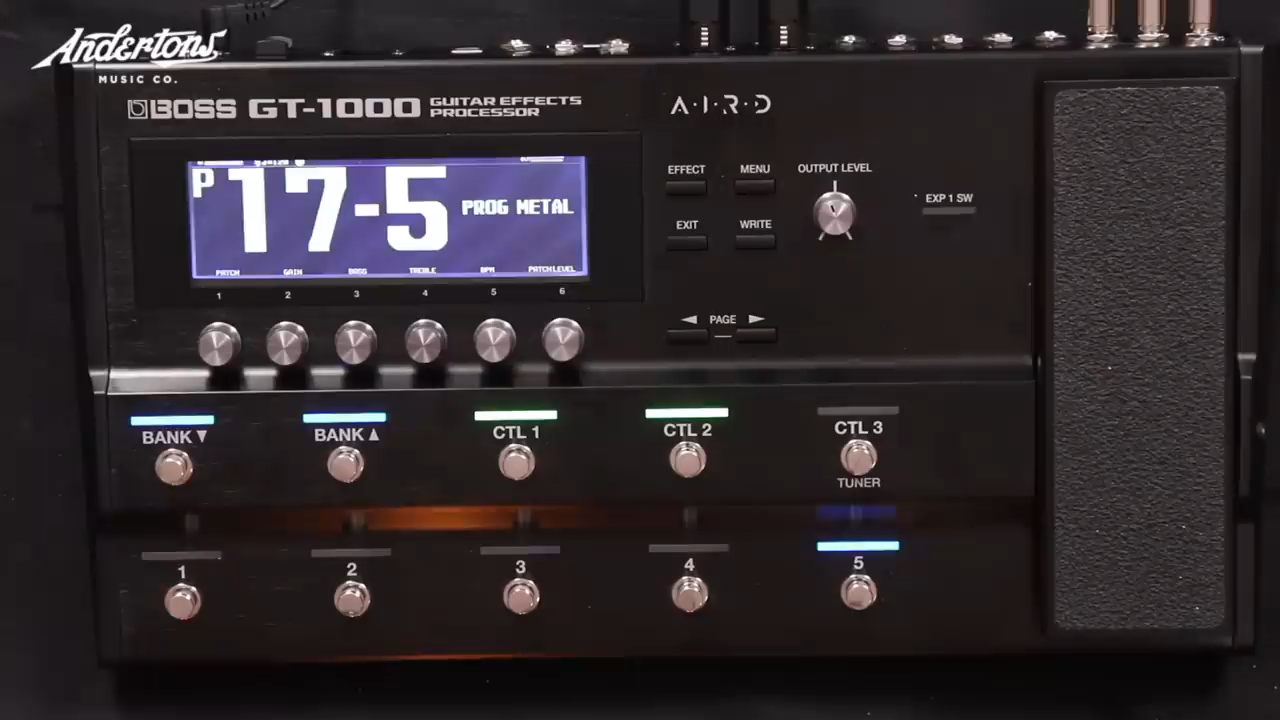 Andertons
MUSIC CO.
BOSS GT-1000 GUITAR EFFECTS PROCESSOR
A·I·R·D
P 17-5 PROG METAL
PATCH GAIN BASS TREBLE BPM PATCH LEVEL
1 2 3 4 5 6
EFFECT MENU OUTPUT LEVEL
EXP 1 SW
EXIT WRITE
◄ PAGE ►
BANK ▼ BANK ▲ CTL 1 CTL 2 CTL 3
TUNER
1 2 3 4 5